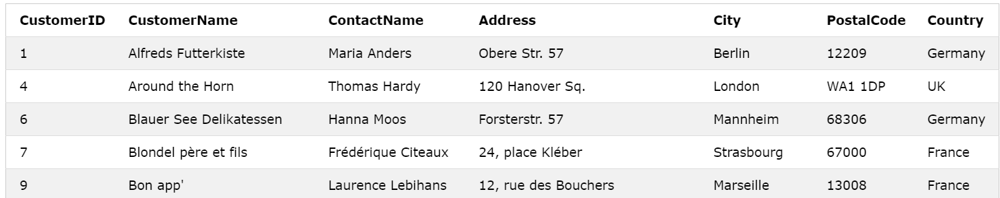 CustomerID CustomerName ContactName Address City PostalCode Country
1 Alfreds Futterkiste Maria Anders Obere Str. 57 Berlin 12209 Germany
4 Around the Horn Thomas Hardy 120 Hanover Sq. London WA1 1DP UK
6 Blauer See Delikatessen Hanna Moos Forsterstr. 57 Mannheim 68306 Germany
7 Blondel père et fils Frédérique Citeaux 24, place Kléber Strasbourg 67000 France
9 Bon app' Laurence Lebihans 12, rue des Bouchers Marseille 13008 France